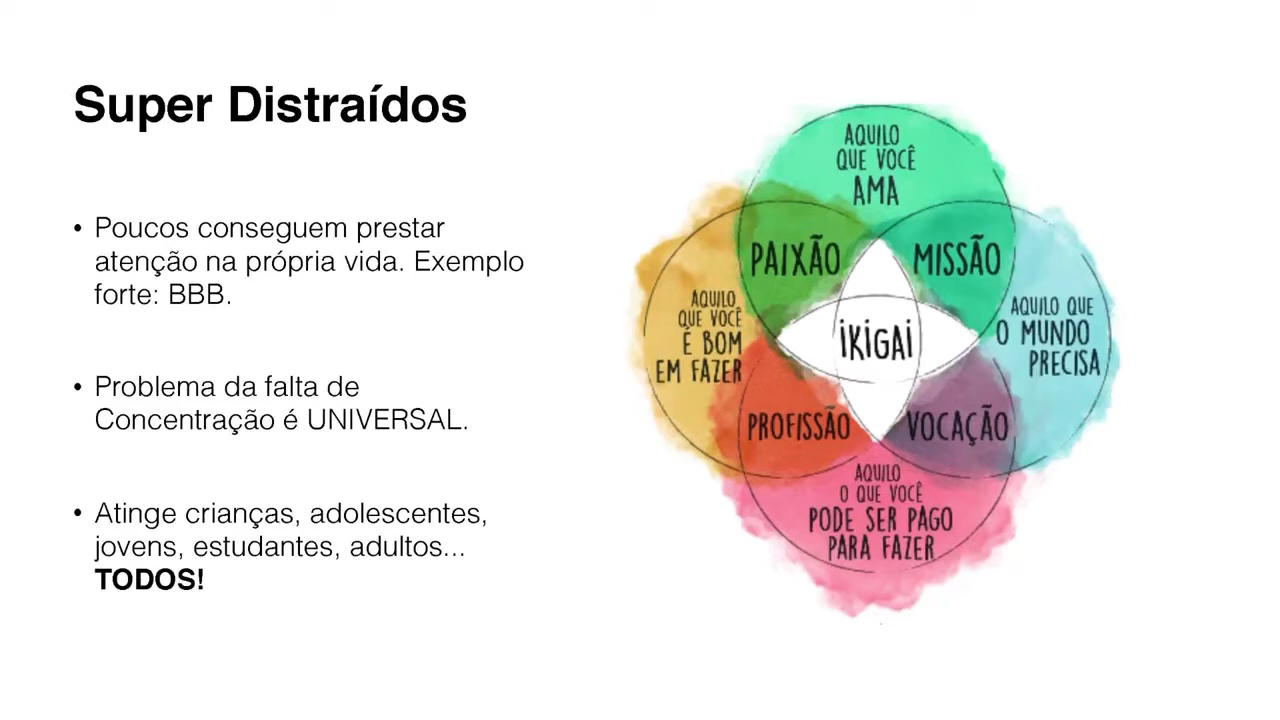 Super Distraídos
• Poucos conseguem prestar
atenção na própria vida. Exemplo
forte: BBB.
• Problema da falta de
Concentração é UNIVERSAL.
• Atinge crianças, adolescentes,
jovens, estudantes, adultos...
TODOS!
AQUILO
QUE VOCÊ
AMA
PAIXÃO
MISSÃO
AQUILO
QUE VOCÊ
É BOM
EM FAZER
IKIGAI
AQUILO QUE
O MUNDO
PRECISA
PROFISSÃO
VOCAÇÃO
AQUILO
O QUE VOCÊ
PODE SER PAGO
PARA FAZER